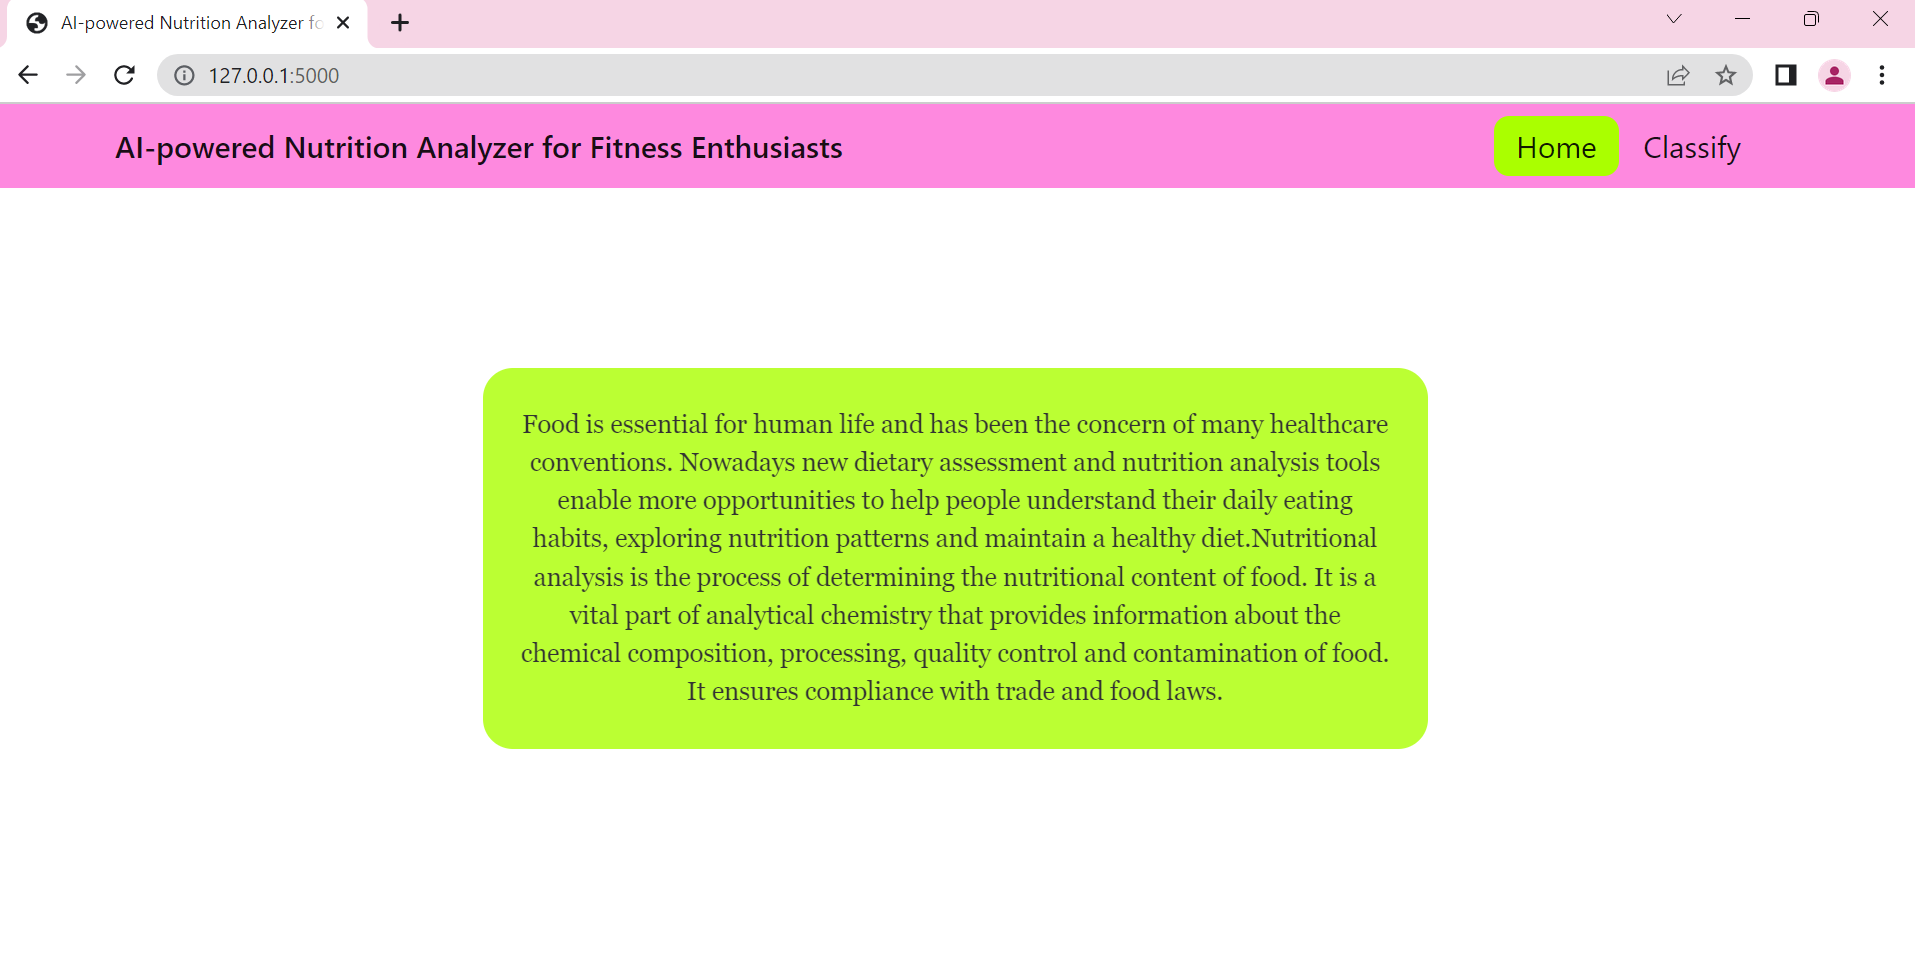 AI-powered Nutrition Analyzer fo
127.0.0.1:5000
AI-powered Nutrition Analyzer for Fitness Enthusiasts
Home
Classify
Food is essential for human life and has been the concern of many healthcare
conventions. Nowadays new dietary assessment and nutrition analysis tools
enable more opportunities to help people understand their daily eating
habits, exploring nutrition patterns and maintain a healthy diet.Nutritional
analysis is the process of determining the nutritional content of food. It is a
vital part of analytical chemistry that provides information about the
chemical composition, processing, quality control and contamination of food.
It ensures compliance with trade and food laws.